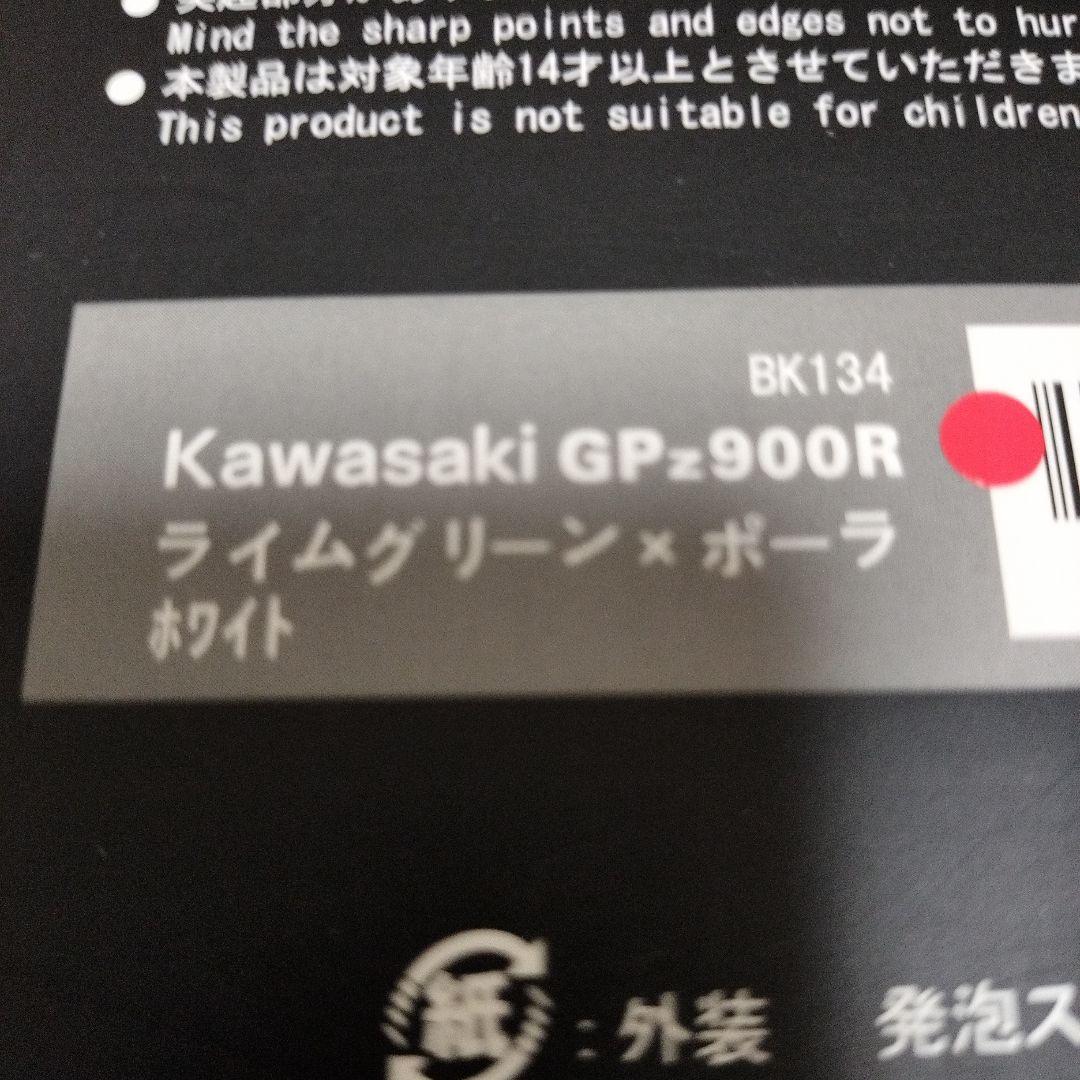 Mind the sharp points and edges not to hur
本製品は対象年齢14才以上とさせていただきま
This product is not suitable for children
BK134
Kawasaki GPz900R
ライムグリーン×ポーラ
ホワイト
紙:外装 発泡ス